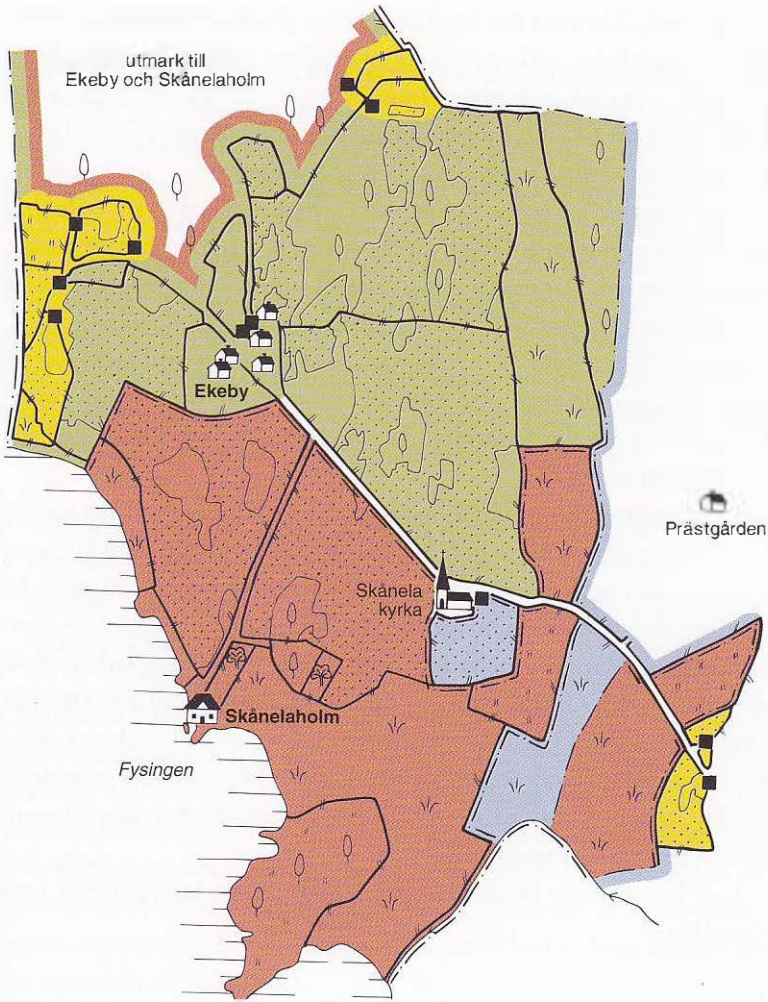 utmark till
Ekeby och Skånelaholm
Ekeby
Prästgården
Skånela
kyrka
Skånelaholm
Fysingen